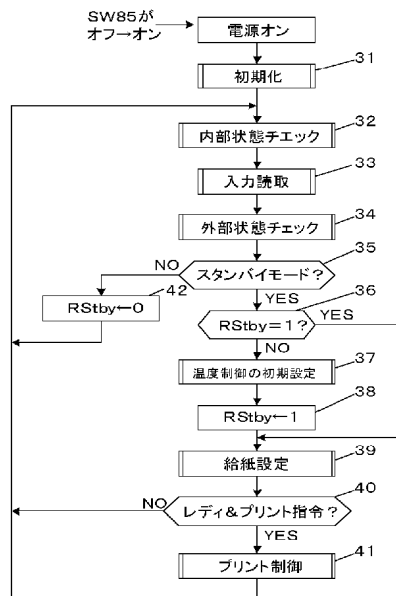 SW85が
オフ→オン
電源オン
31
初期化
32
内部状態チェック
33
入力読取
34
外部状態チェック
35
スタンバイモード?
NO
YES
42
RStby←0
36
RStby=1?
YES
NO
37
温度制御の初期設定
38
RStby←1
39
給紙設定
40
レディ&プリント指令?
NO
YES
41
プリント制御